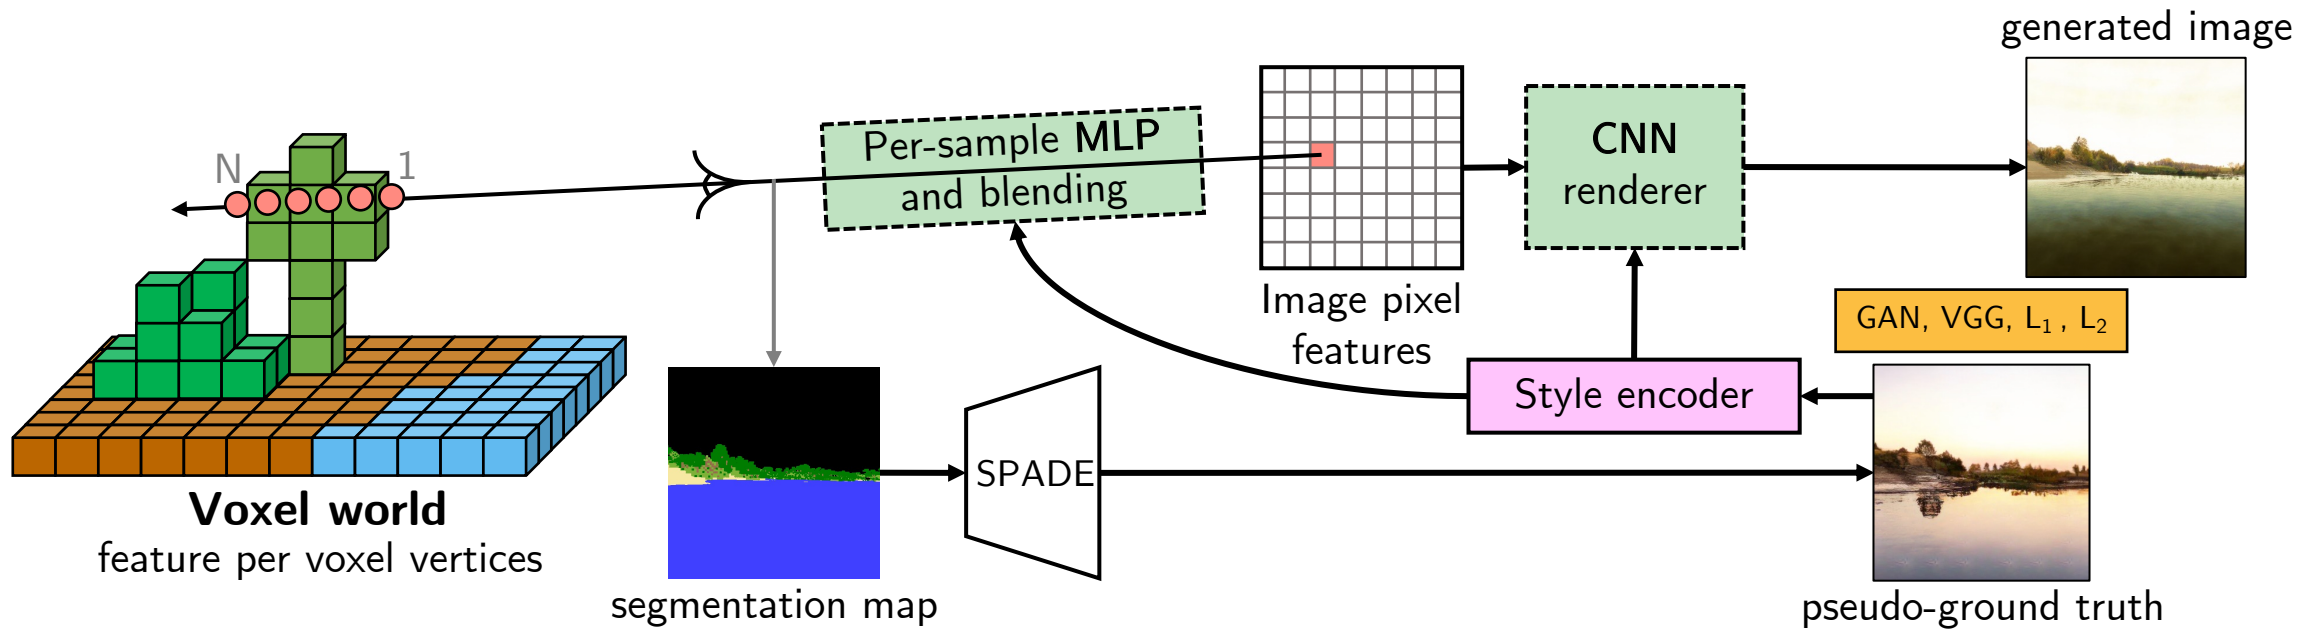 generated image
N
1
Per-sample MLP
and blending
CNN
renderer
Image pixel
features
GAN, VGG, L₁ , L₂
Style encoder
SPADE
Voxel world
feature per voxel vertices
segmentation map
pseudo-ground truth